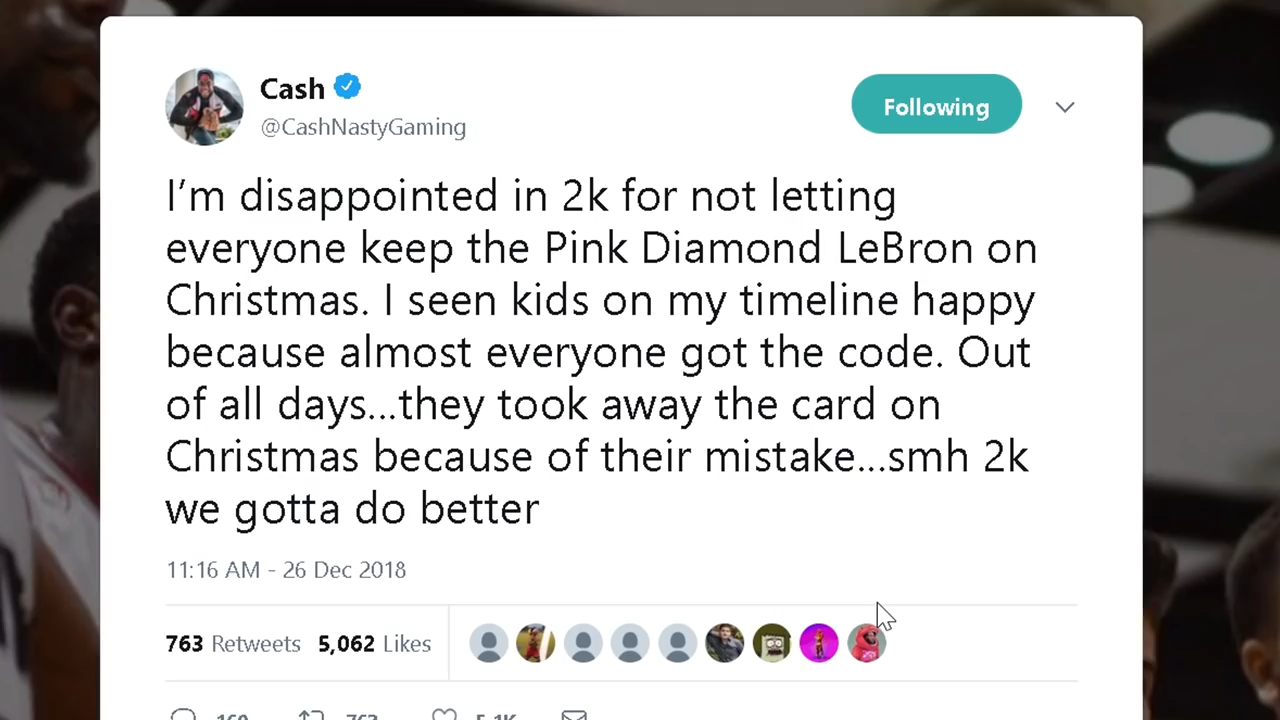 Cash
@CashNastyGaming
Following
I’m disappointed in 2k for not letting
everyone keep the Pink Diamond LeBron on
Christmas. I seen kids on my timeline happy
because almost everyone got the code. Out
of all days...they took away the card on
Christmas because of their mistake...smh 2k
we gotta do better
11:16 AM - 26 Dec 2018
763 Retweets 5,062 Likes
160 763 5.1K